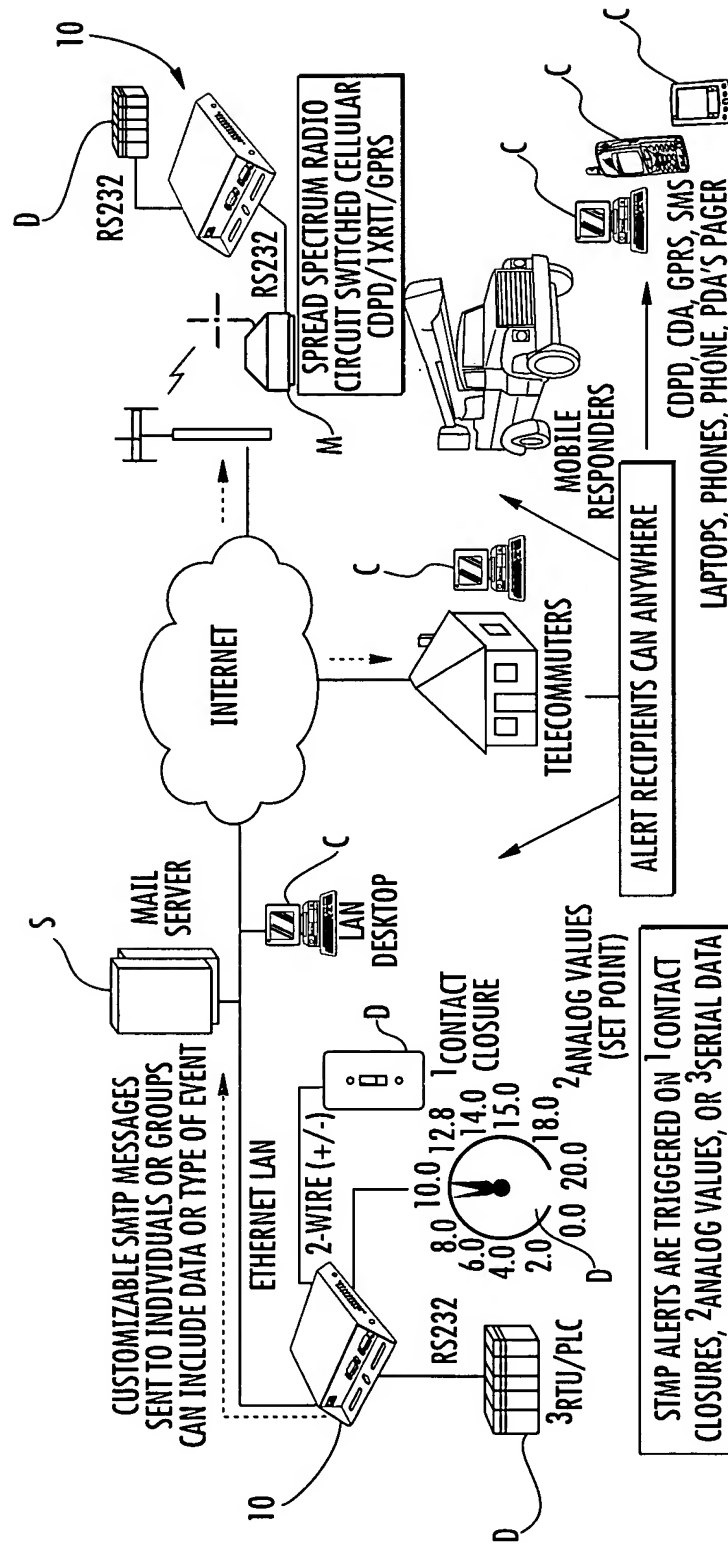 CUSTOMIZABLE SMTP MESSAGES
SENT TO INDIVIDUALS OR GROUPS
CAN INCLUDE DATA OR TYPE OF EVENT
S
MAIL
SERVER
INTERNET
D
10
RS232
RS232
M
SPREAD SPECTRUM RADIO
CIRCUIT SWITCHED CELLULAR
CDPD/1XRTT/GPRS
ETHERNET LAN
10
2-WIRE (+/-)
C
LAN
DESKTOP
D
1CONTACT
CLOSURE
RS232
3RTU/PLC
D
0.0
2.0
4.0
6.0
8.0
10.0
12.8
14.0
15.0
18.0
20.0
D
2ANALOG VALUES
(SET POINT)
C
TELECOMMUTERS
MOBILE
RESPONDERS
C
C
C
CDPD, CDA, GPRS, SMS
LAPTOPS, PHONES, PHONE, PDA'S PAGER
ALERT RECIPIENTS CAN ANYWHERE
STMP ALERTS ARE TRIGGERED ON 1CONTACT
CLOSURES, 2ANALOG VALUES, OR 3SERIAL DATA